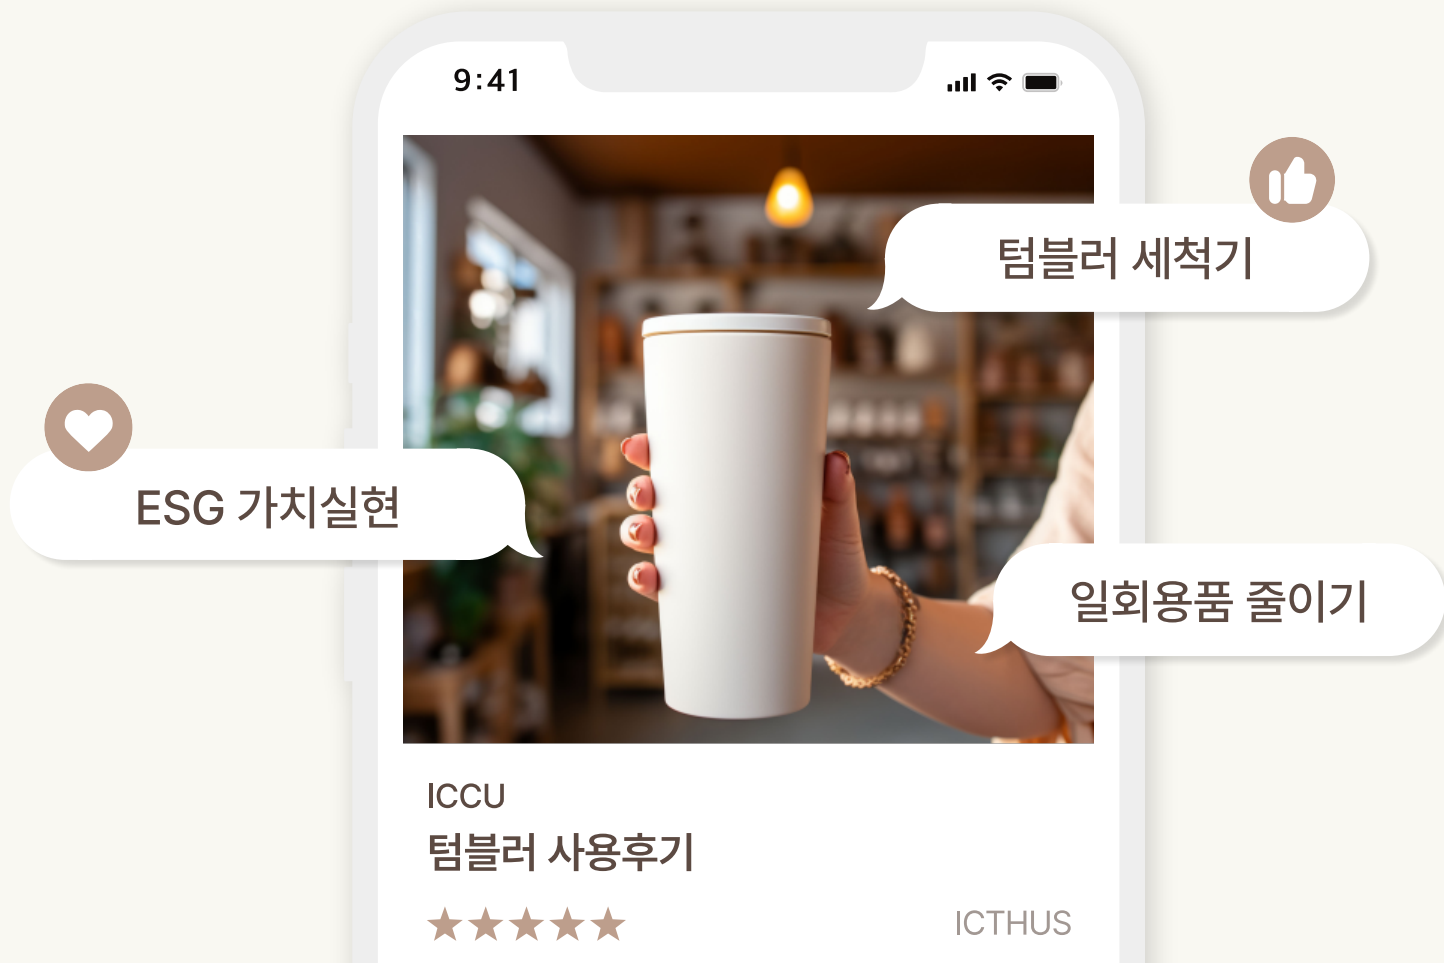 9:41
텀블러 세척기
ESG 가치실현
일회용품 줄이기
ICCU
텀블러 사용후기
ICTHUS